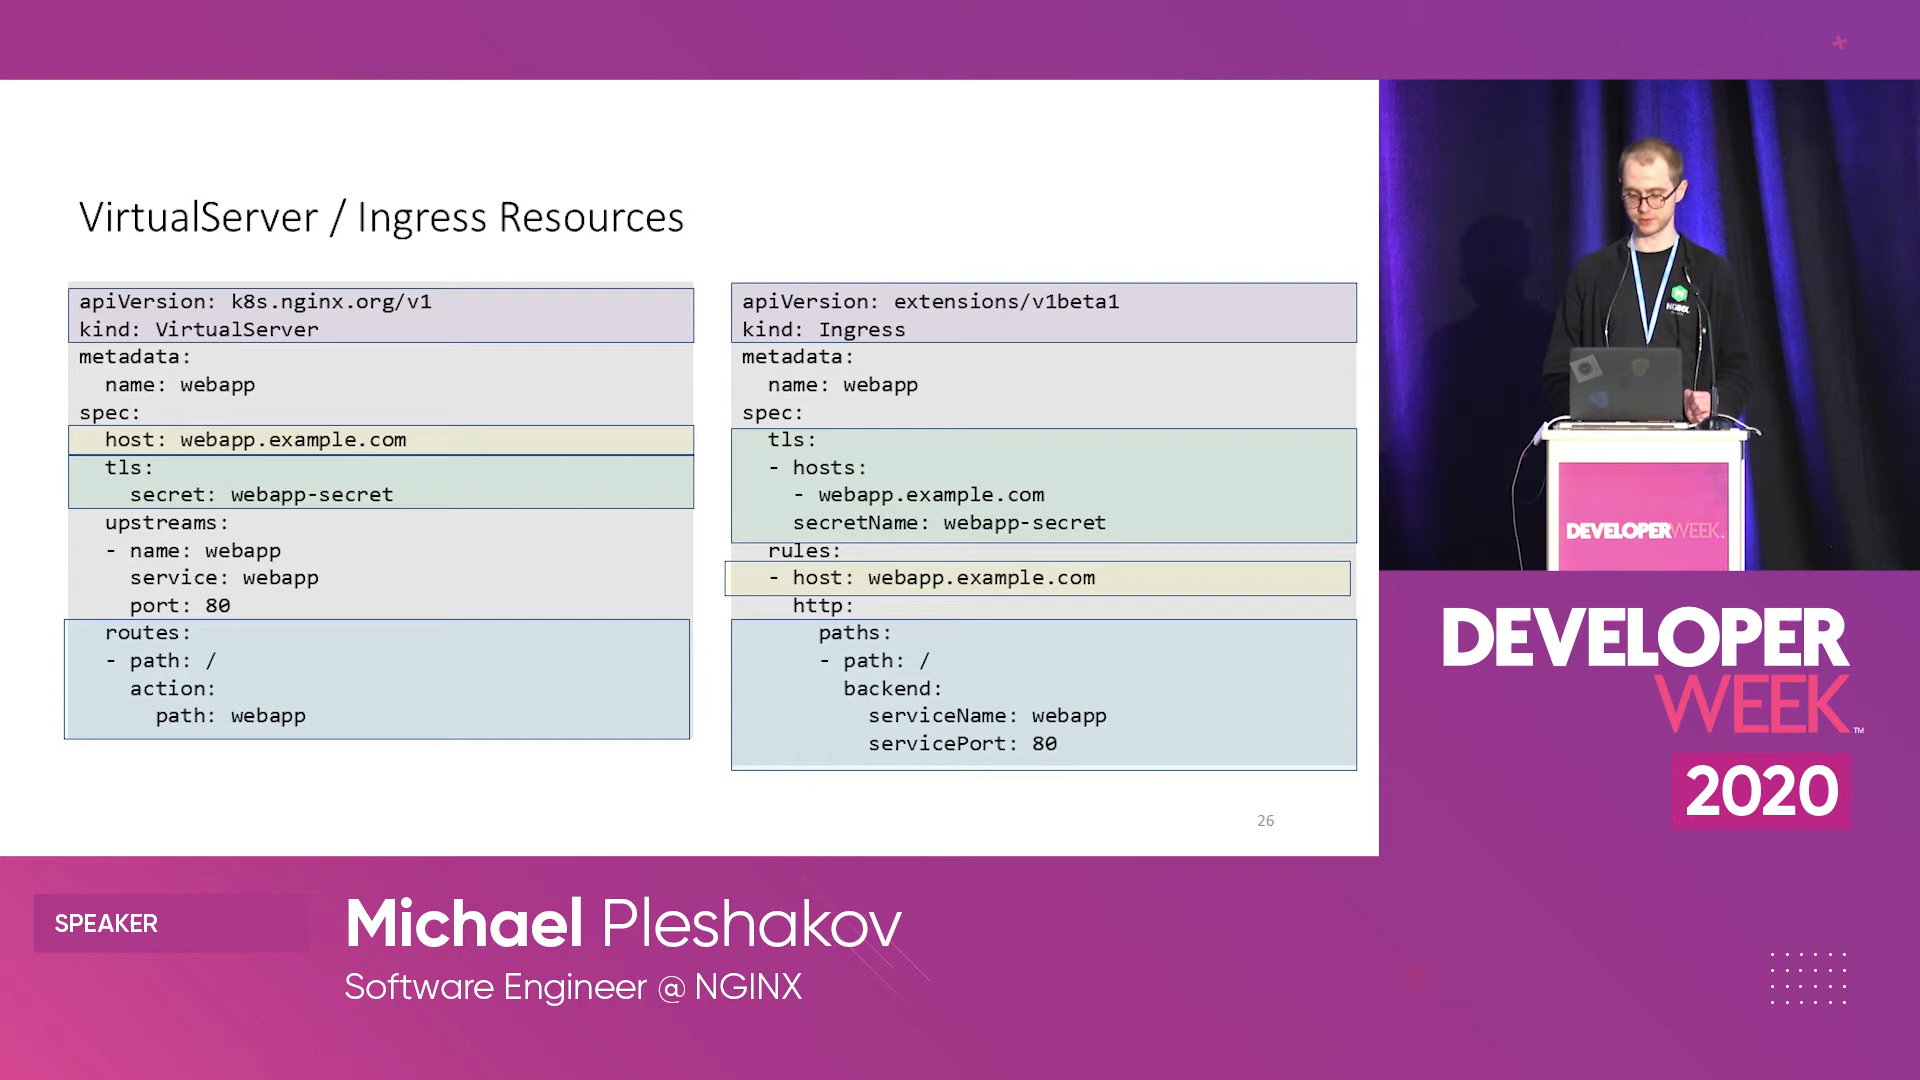 VirtualServer / Ingress Resources
apiVersion: k8s.nginx.org/v1
kind: VirtualServer
metadata:
  name: webapp
spec:
  host: webapp.example.com
  tls:
    secret: webapp-secret
  upstreams:
  - name: webapp
    service: webapp
    port: 80
  routes:
  - path: /
    action:
      path: webapp
apiVersion: extensions/v1beta1
kind: Ingress
metadata:
  name: webapp
spec:
  tls:
  - hosts:
    - webapp.example.com
    secretName: webapp-secret
  rules:
  - host: webapp.example.com
    http:
      paths:
      - path: /
        backend:
          serviceName: webapp
          servicePort: 80
26
NGINX
DEVELOPERWEEK
DEVELOPER
WEEK™
2020
SPEAKER
Michael Pleshakov
Software Engineer @ NGINX